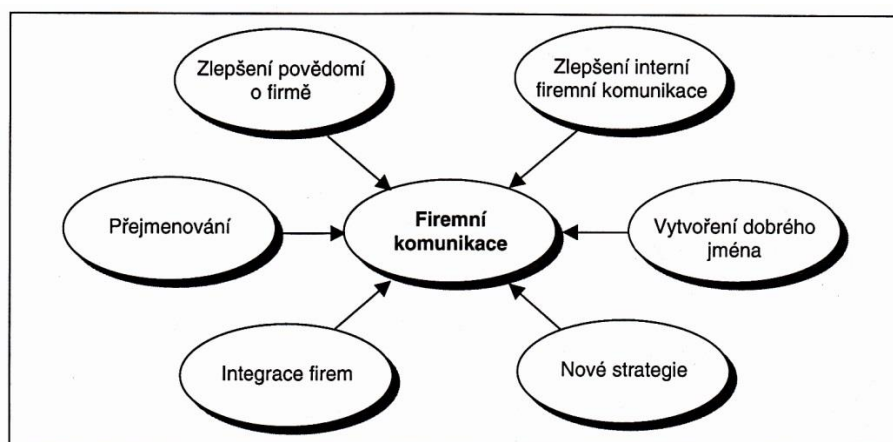 Zlepšení povědomí
o firmě
Zlepšení interní
firemní komunikace
Přejmenování
Firemní
komunikace
Vytvoření dobrého
jména
Integrace firem
Nové strategie